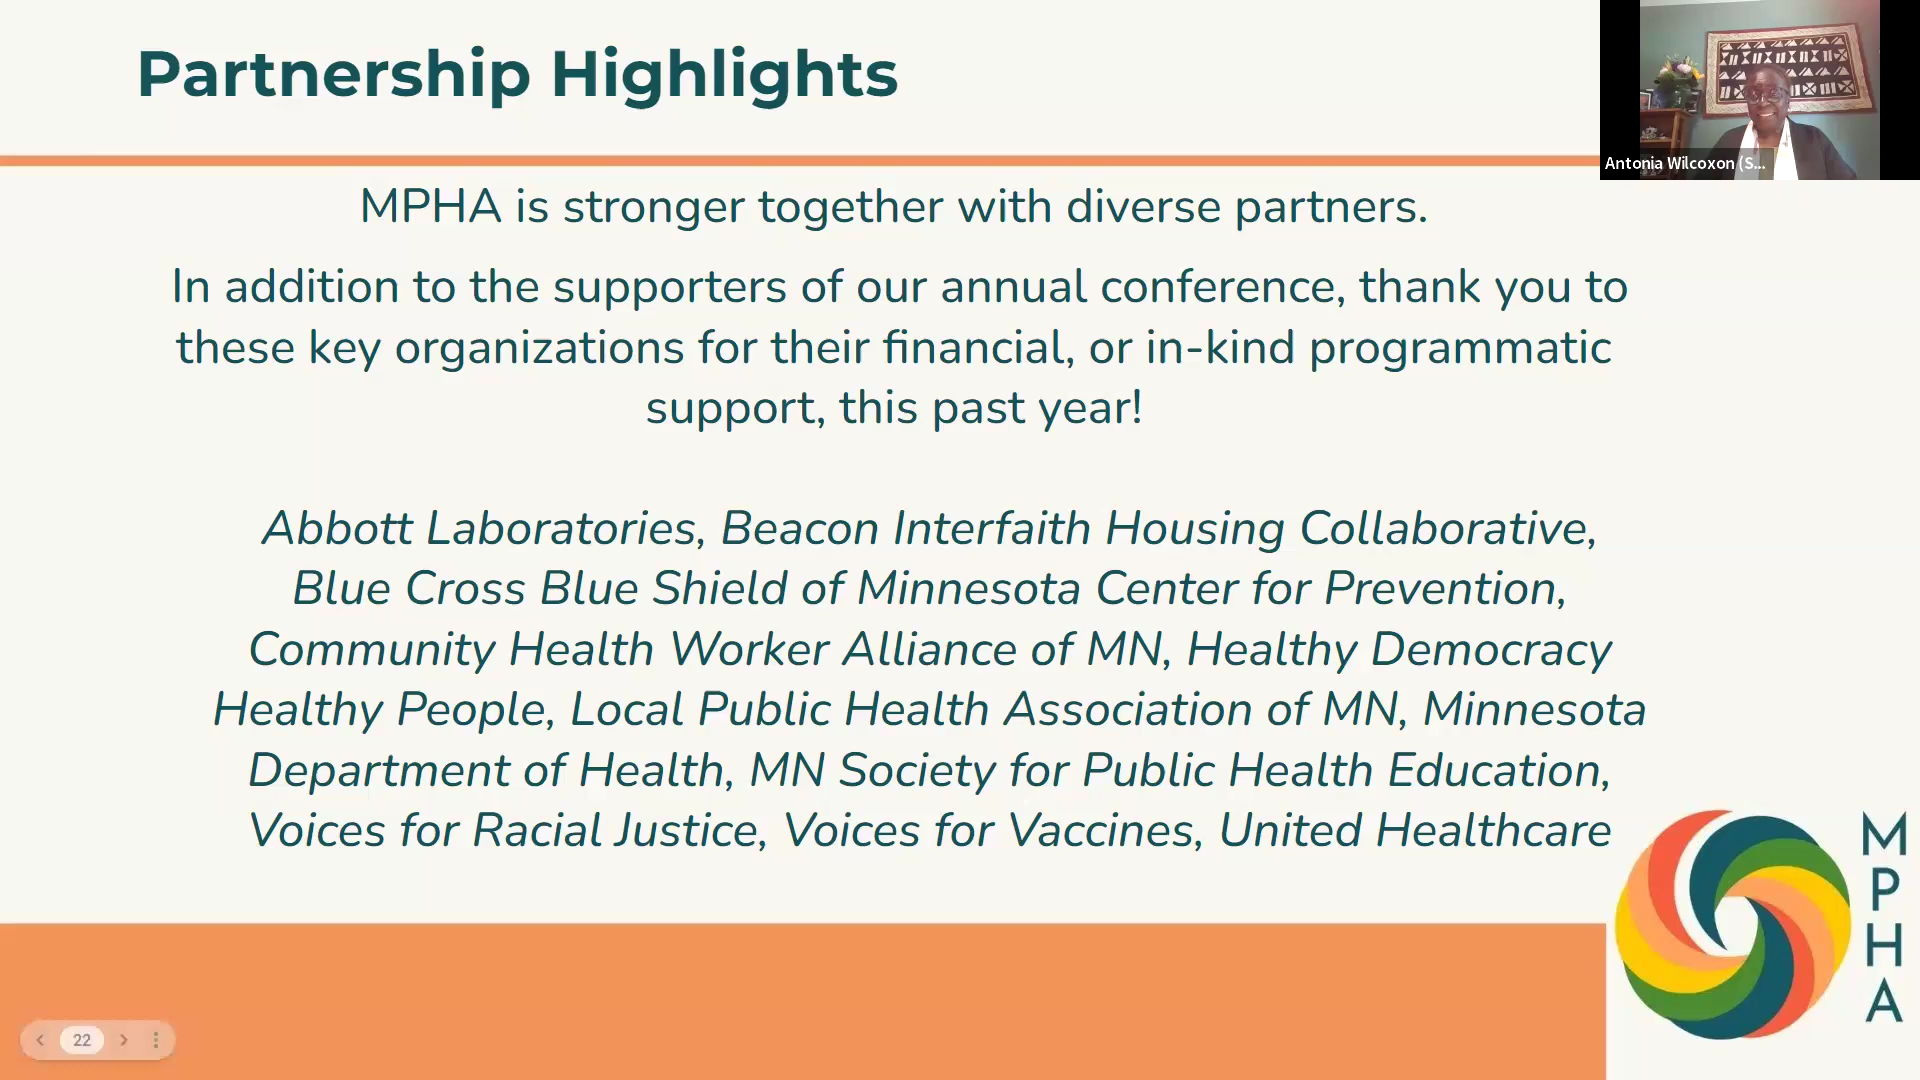 Partnership Highlights
Antonia Wilcoxon (S...
MPHA is stronger together with diverse partners.
In addition to the supporters of our annual conference, thank you to
these key organizations for their financial, or in-kind programmatic
support, this past year!
Abbott Laboratories, Beacon Interfaith Housing Collaborative,
Blue Cross Blue Shield of Minnesota Center for Prevention,
Community Health Worker Alliance of MN, Healthy Democracy
Healthy People, Local Public Health Association of MN, Minnesota
Department of Health, MN Society for Public Health Education,
Voices for Racial Justice, Voices for Vaccines, United Healthcare
M
P
H
A
22